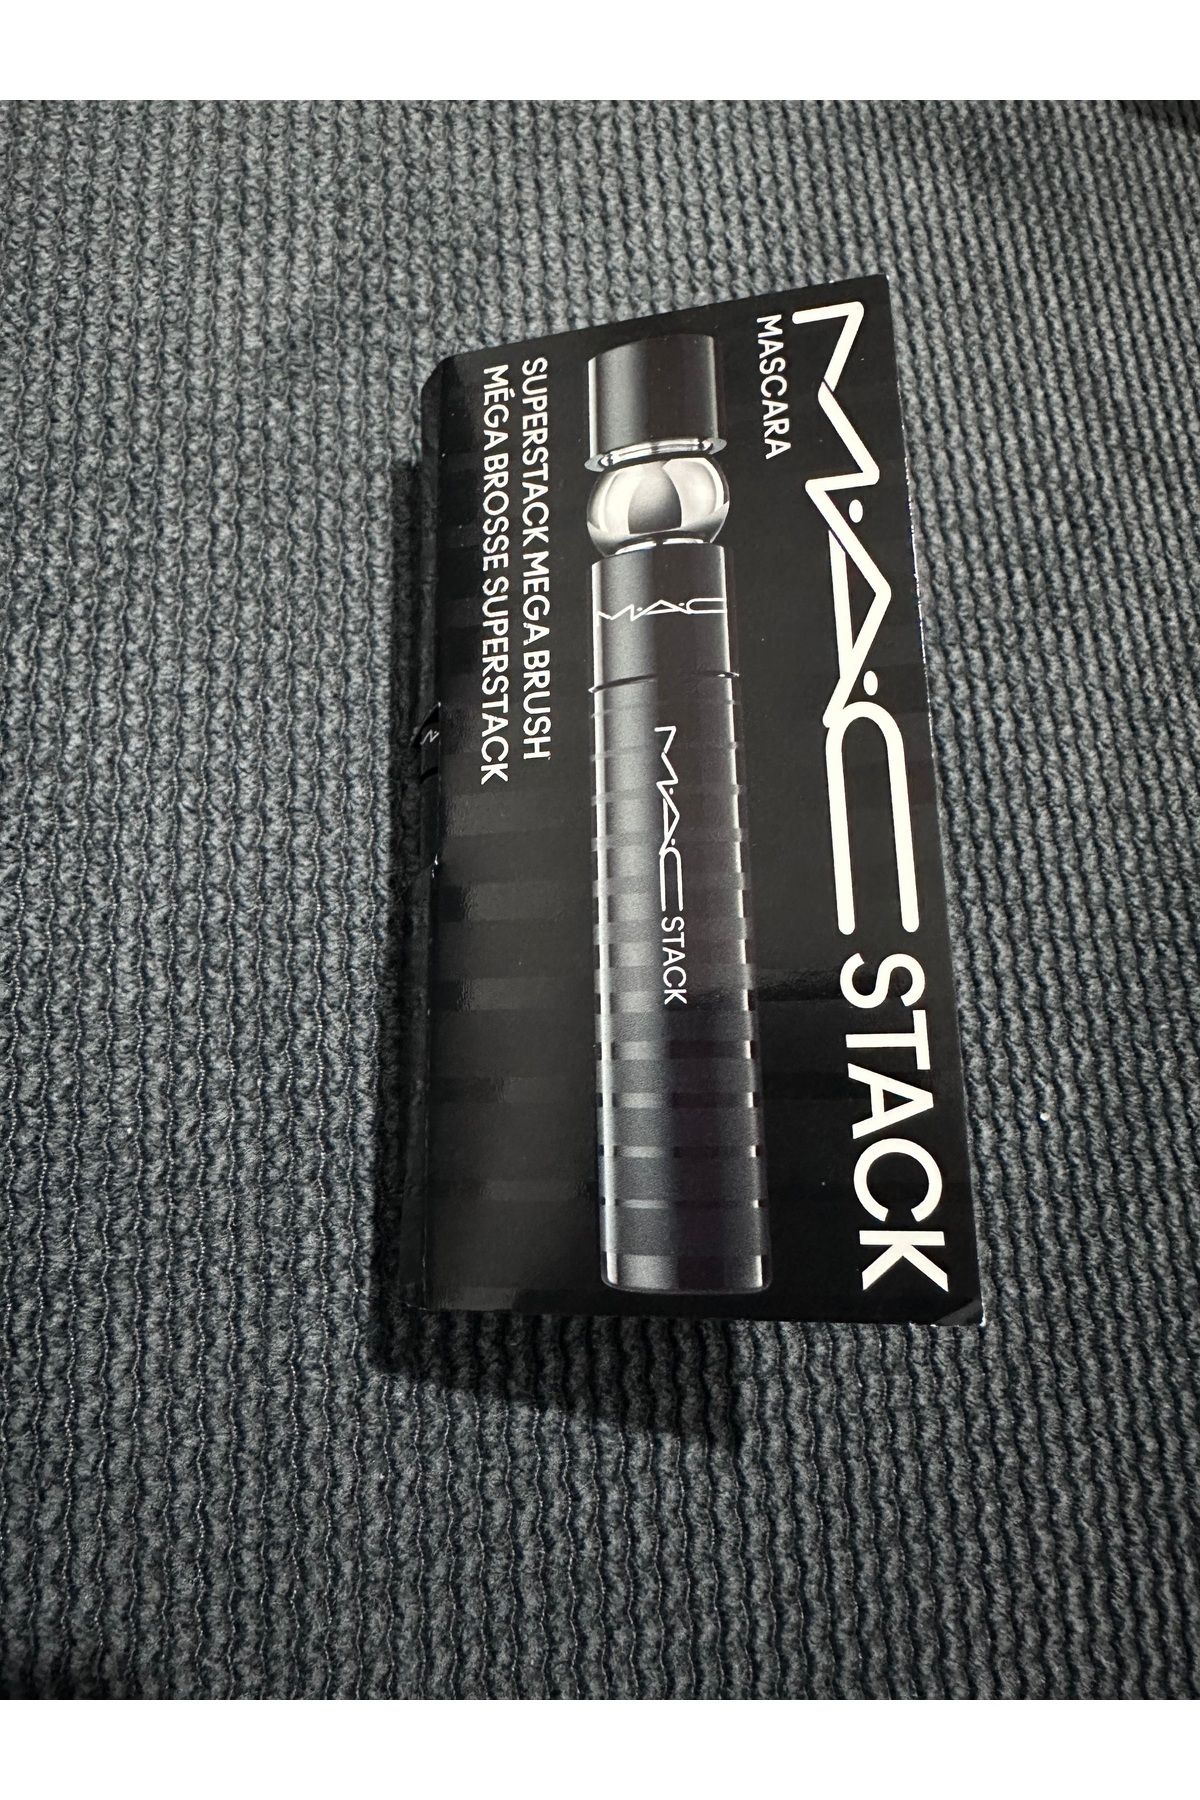 M·A·C STACK
MASCARA
M·A·C
M·A·C STACK
SUPERSTACK MEGA BRUSH
MÉGA BROSSE SUPERSTACK